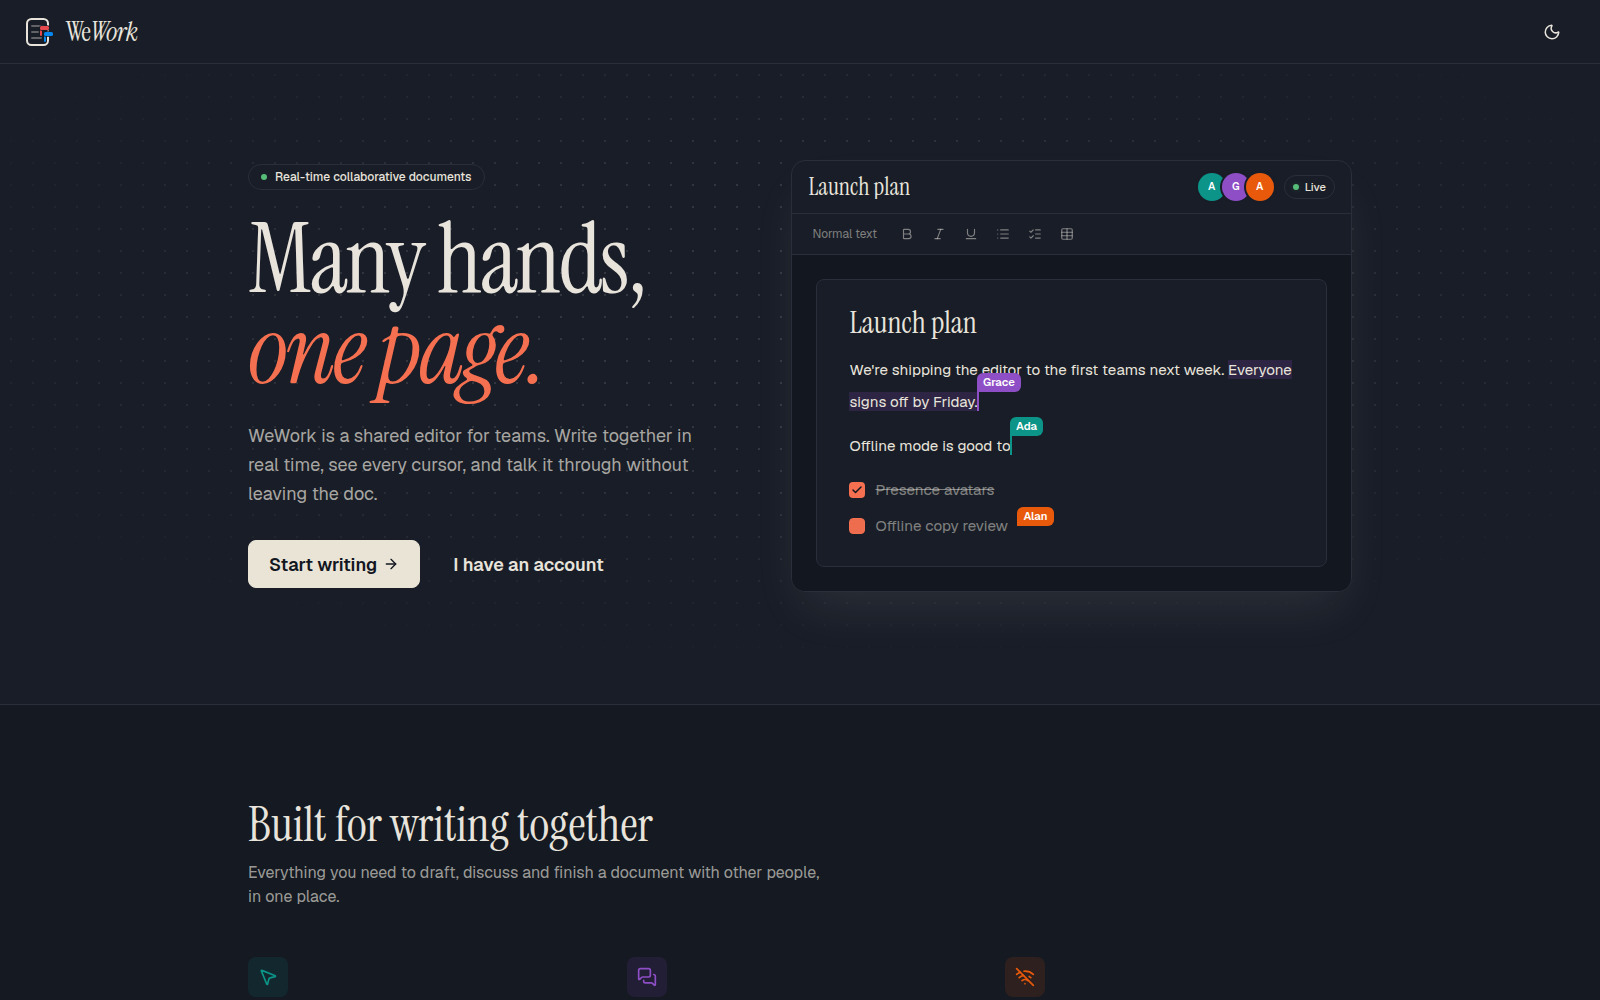 WeWork
Real-time collaborative documents
Many hands,
one page.
WeWork is a shared editor for teams. Write together in
real time, see every cursor, and talk it through without
leaving the doc.
Start writing →
I have an account
Launch plan
A G A Live
Normal text B I U
Launch plan
We're shipping the editor to the first teams next week. Everyone
Grace
signs off by Friday.
Ada
Offline mode is good to
Presence avatars
Alan
Offline copy review
Built for writing together
Everything you need to draft, discuss and finish a document with other people,
in one place.